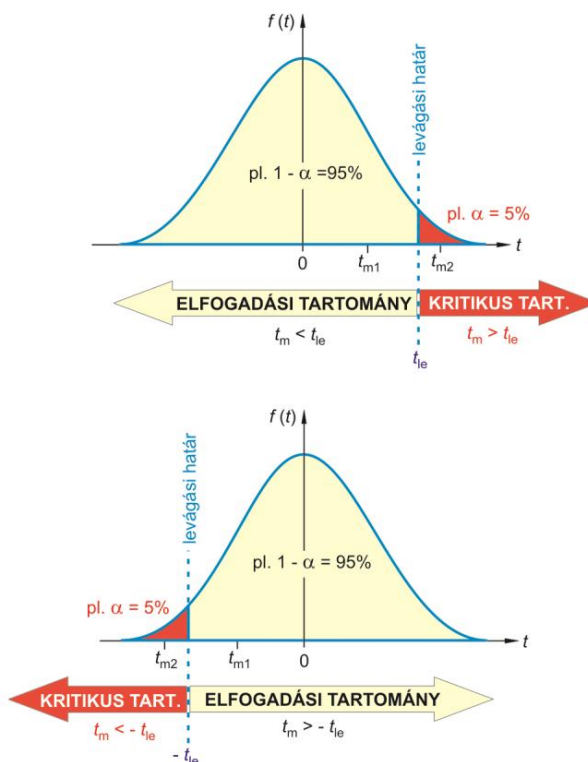 f (t)
levágási határ
pl. 1 - α =95%
pl. α = 5%
0
tm1
tm2
t
ELFOGADÁSI TARTOMÁNY
KRITIKUS TART.
tm < tle
tm > tle
tle
f (t)
levágási határ
pl. 1 - α = 95%
pl. α = 5%
tm2
tm1
0
t
KRITIKUS TART.
ELFOGADÁSI TARTOMÁNY
tm < - tle
tm > - tle
- tle